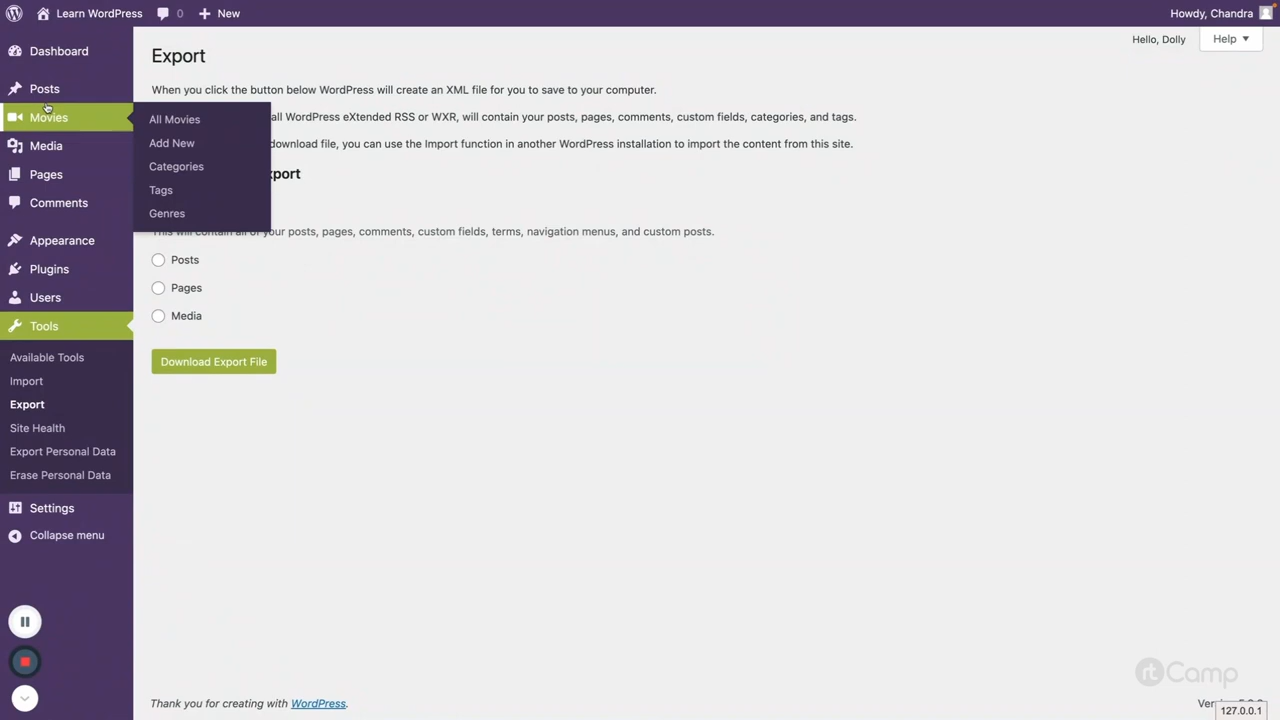 Learn WordPress
0
New
Howdy, Chandra
Dashboard
Posts
Movies
Media
Pages
Comments
Appearance
Plugins
Users
Tools
Available Tools
Import
Export
Site Health
Export Personal Data
Erase Personal Data
Settings
Collapse menu
All Movies
Add New
Categories
Tags
Genres
Hello, Dolly
Help
Export
When you click the button below WordPress will create an XML file for you to save to your computer.
all WordPress eXtended RSS or WXR, will contain your posts, pages, comments, custom fields, categories, and tags.
download file, you can use the Import function in another WordPress installation to import the content from this site.
xport
This will contain all of your posts, pages, comments, custom fields, terms, navigation menus, and custom posts.
Posts
Pages
Media
Download Export File
rtCamp
Thank you for creating with WordPress.
127.0.0.1